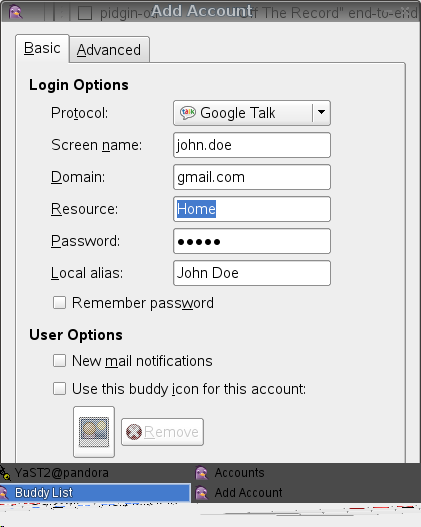 pidgin-o
Off The Record" end-to-end
Add Account
Basic
Advanced
Login Options
Protocol:
talk
Google Talk
Screen name:
john.doe
Domain:
gmail.com
Resource:
Home
Password:
●●●●●
Local alias:
John Doe
Remember password
User Options
New mail notifications
Use this buddy icon for this account:
Remove
YaST2@pandora
Accounts
Buddy List
Add Account